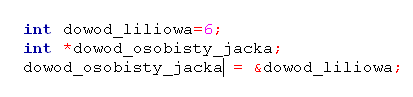 int dowod_liliowa=6;
int *dowod_osobisty_jacka;
dowod_osobisty_jacka = &dowod_liliowa;